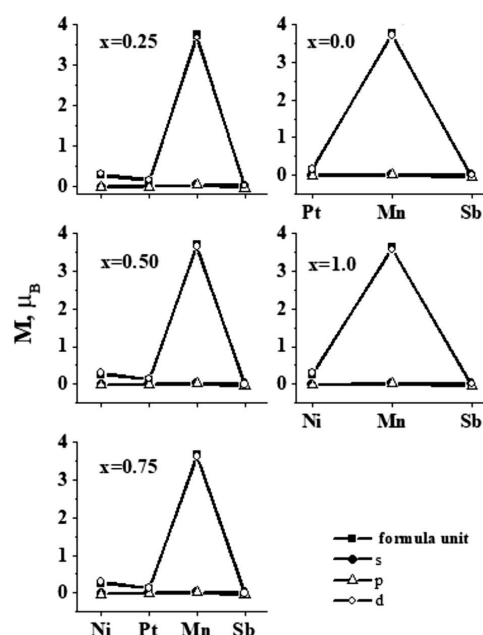 x=0.25
4
3
2
1
0
x=0.0
4
3
2
1
0
Pt Mn Sb
x=0.50
4
3
2
1
0
x=1.0
4
3
2
1
0
Ni Mn Sb
M, μB
x=0.75
4
3
2
1
0
Ni Pt Mn Sb
formula unit
s
p
d